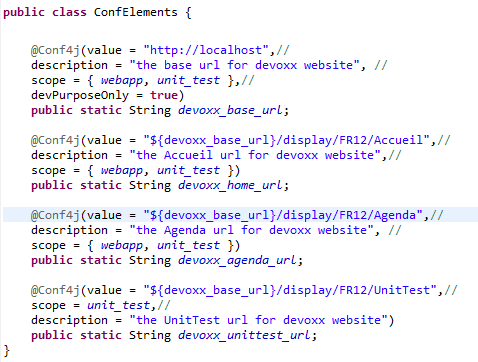 public class ConfElements {
@Conf4j(value = "http://localhost",//
description = "the base url for devoxx website", //
scope = { webapp, unit_test },//
devPurposeOnly = true)
public static String devoxx_base_url;
@Conf4j(value = "${devoxx_base_url}/display/FR12/Accueil",//
description = "the Accueil url for devoxx website",//
scope = { webapp, unit_test })
public static String devoxx_home_url;
@Conf4j(value = "${devoxx_base_url}/display/FR12/Agenda",//
description = "the Agenda url for devoxx website", //
scope = { webapp, unit_test })
public static String devoxx_agenda_url;
@Conf4j(value = "${devoxx_base_url}/display/FR12/UnitTest",//
scope = unit_test,//
description = "the UnitTest url for devoxx website")
public static String devoxx_unittest_url;
}